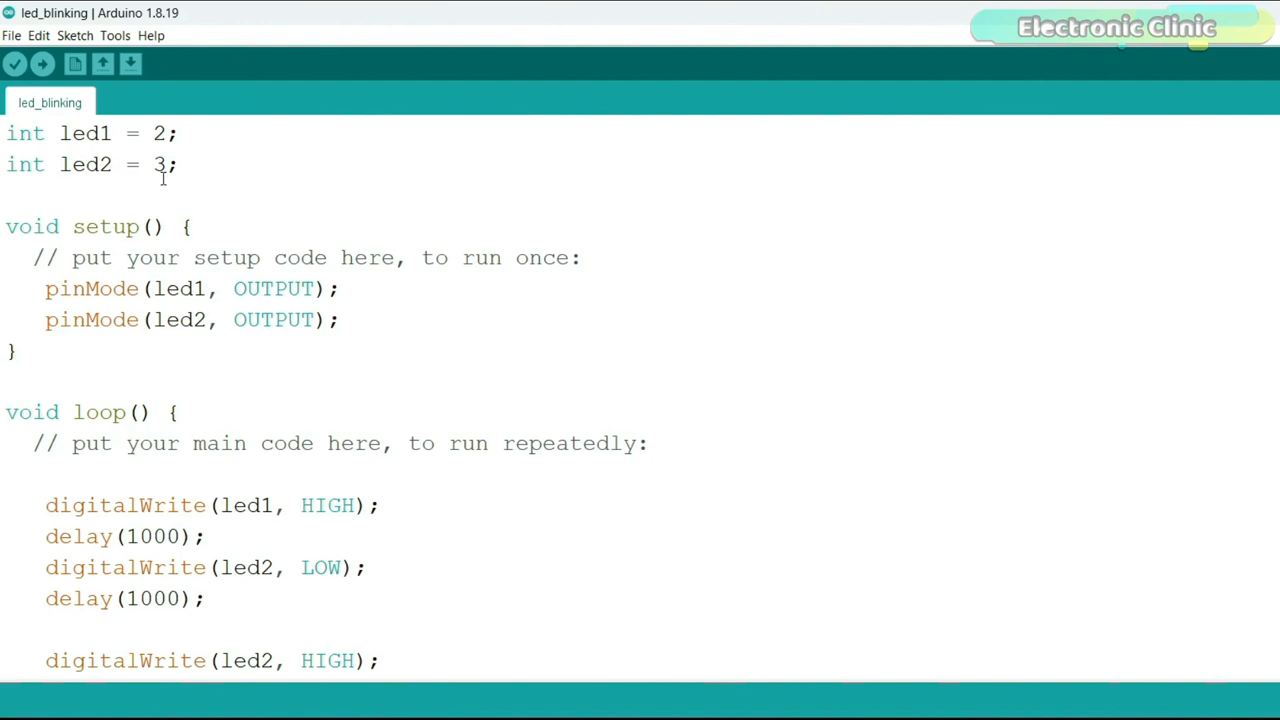 led_blinking | Arduino 1.8.19
Electronic Clinic
File Edit Sketch Tools Help
led_blinking
int led1 = 2;
int led2 = 3;
void setup() {
// put your setup code here, to run once:
pinMode(led1, OUTPUT);
pinMode(led2, OUTPUT);
}
void loop() {
// put your main code here, to run repeatedly:
digitalWrite(led1, HIGH);
delay(1000);
digitalWrite(led2, LOW);
delay(1000);
digitalWrite(led2, HIGH);